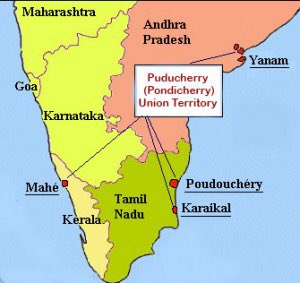 Maharashtra
Andhra
Pradesh
Puducherry
(Pondicherry)
Union Territory
Yanam
Goa
Karnataka
Mahé
Poudouchéry
Tamil
Nadu
Karaikal
Kerala